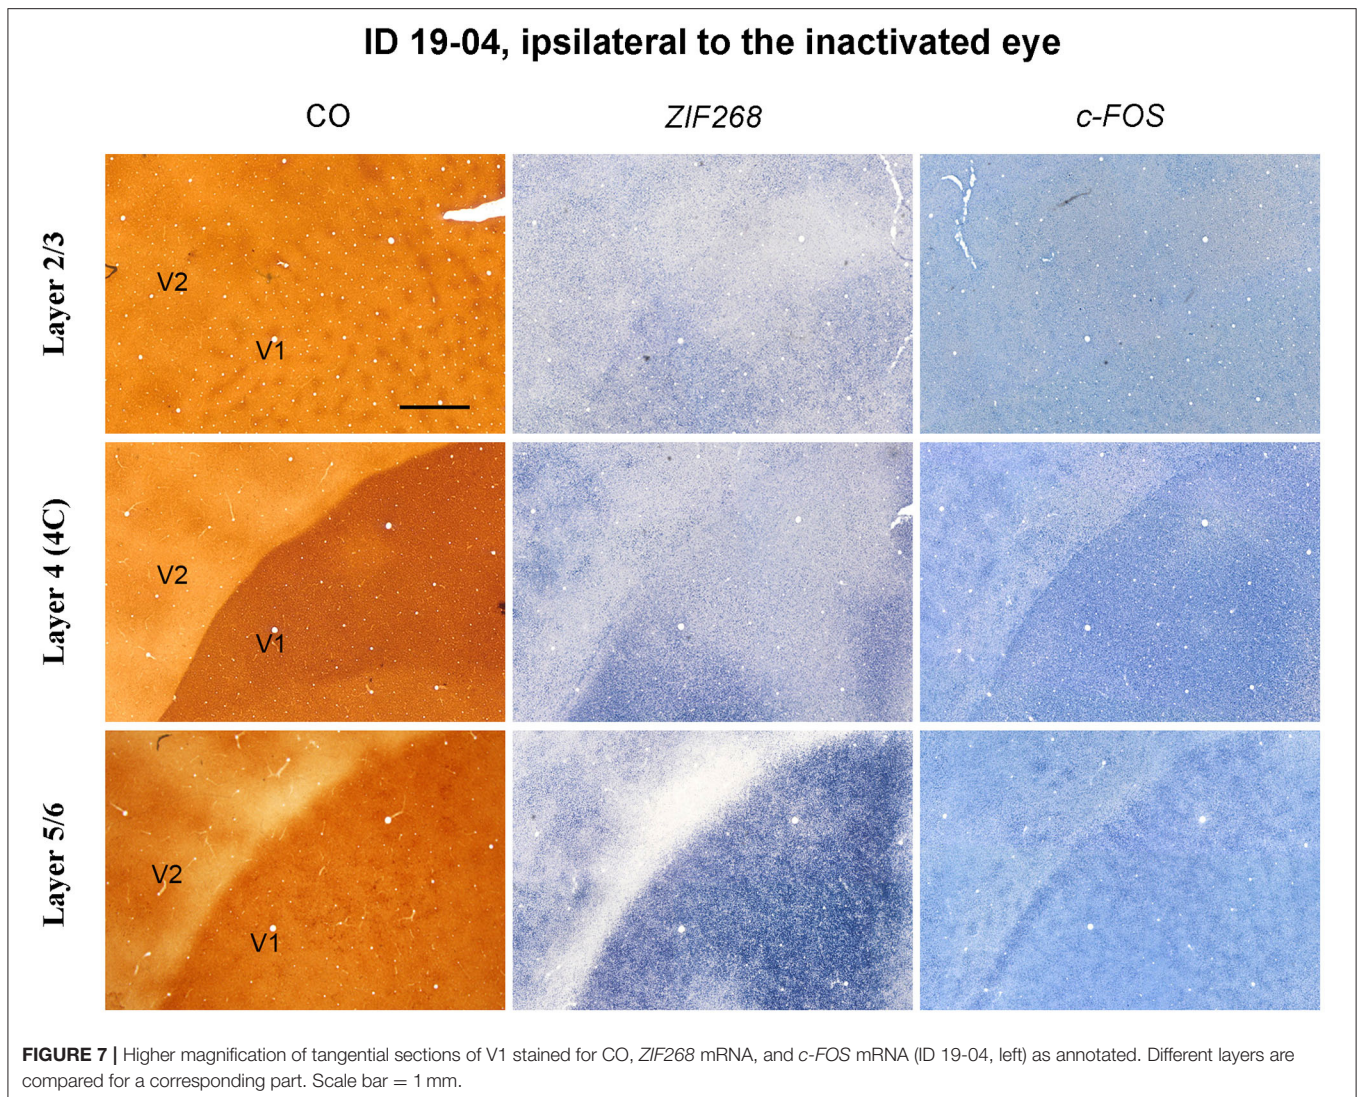 ID 19-04, ipsilateral to the inactivated eye
CO
ZIF268
c-FOS
Layer 2/3
V2
V1
Layer 4 (4C)
V2
V1
Layer 5/6
V2
V1
FIGURE 7 | Higher magnification of tangential sections of V1 stained for CO, ZIF268 mRNA, and c-FOS mRNA (ID 19-04, left) as annotated. Different layers are
compared for a corresponding part. Scale bar = 1 mm.